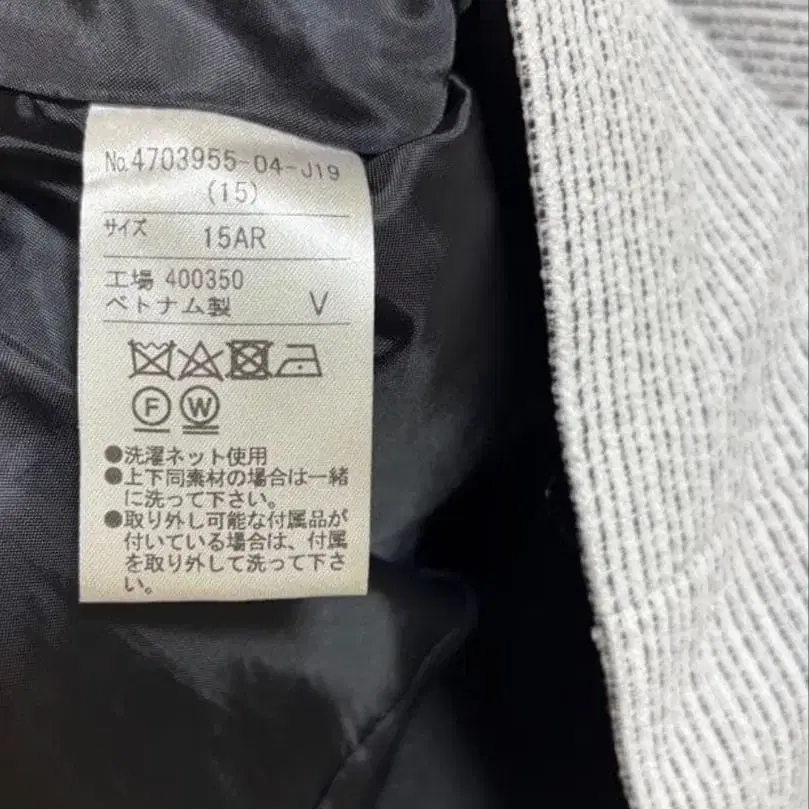 No.4703955-04-J19
(15)
サイズ 15AR
工場 400350
ベトナム製 V
F W
●洗濯ネット使用
●上下同素材の場合は一緒
に洗って下さい。
●取り外し可能な付属品が
付いている場合は、付属
を取り外して洗って下さ
い。